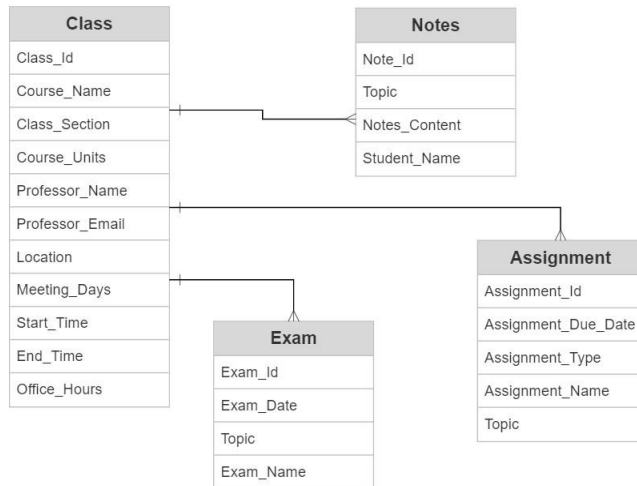 Class
Class_Id
Course_Name
Class_Section
Course_Units
Professor_Name
Professor_Email
Location
Meeting_Days
Start_Time
End_Time
Office_Hours
Notes
Note_Id
Topic
Notes_Content
Student_Name
Assignment
Assignment_Id
Assignment_Due_Date
Assignment_Type
Assignment_Name
Topic
Exam
Exam_Id
Exam_Date
Topic
Exam_Name